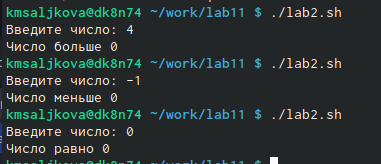 kmsaljkova@dk8n74 ~/work/lab11 $ ./lab2.sh
Введите число: 4
Число больше 0
kmsaljkova@dk8n74 ~/work/lab11 $ ./lab2.sh
Введите число: -1
Число меньше 0
kmsaljkova@dk8n74 ~/work/lab11 $ ./lab2.sh
Введите число: 0
Число равно 0
kmsaljkova@dk8n74 ~/work/lab11 $